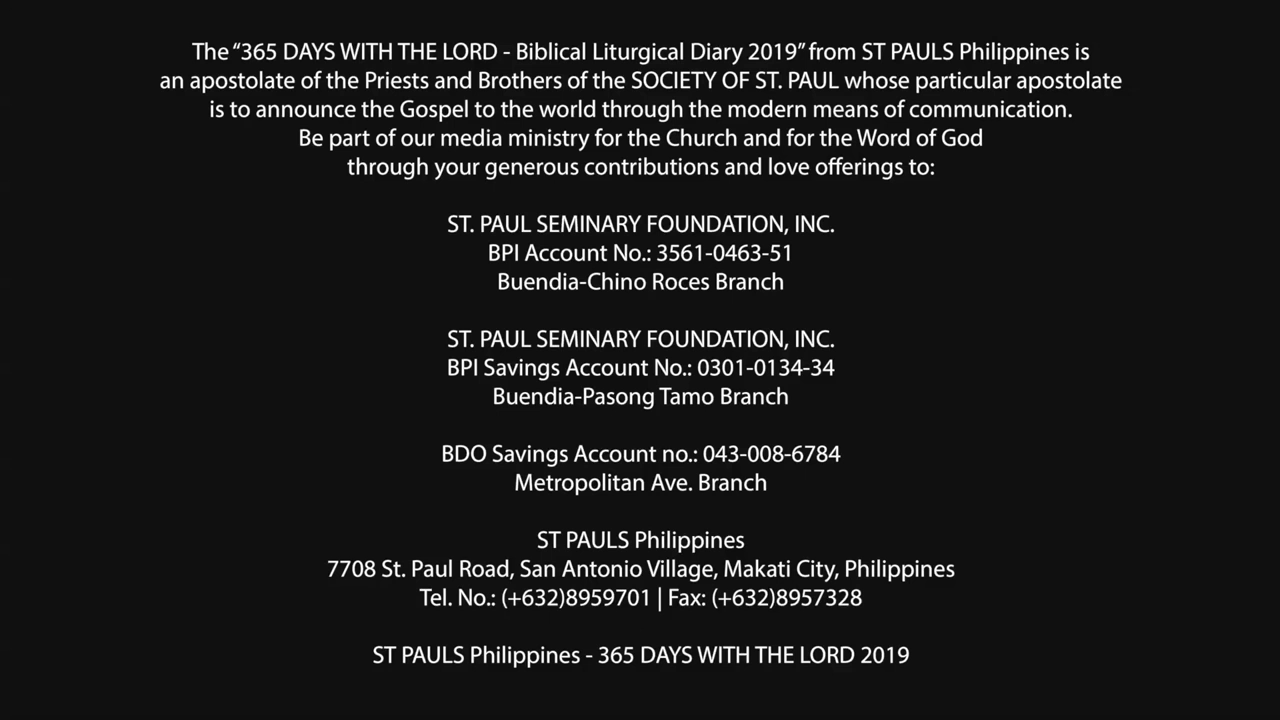 The “365 DAYS WITH THE LORD - Biblical Liturgical Diary 2019” from ST PAULS Philippines is
an apostolate of the Priests and Brothers of the SOCIETY OF ST. PAUL whose particular apostolate
is to announce the Gospel to the world through the modern means of communication.
Be part of our media ministry for the Church and for the Word of God
through your generous contributions and love offerings to:
ST. PAUL SEMINARY FOUNDATION, INC.
BPI Account No.: 3561-0463-51
Buendia-Chino Roces Branch
ST. PAUL SEMINARY FOUNDATION, INC.
BPI Savings Account No.: 0301-0134-34
Buendia-Pasong Tamo Branch
BDO Savings Account no.: 043-008-6784
Metropolitan Ave. Branch
ST PAULS Philippines
7708 St. Paul Road, San Antonio Village, Makati City, Philippines
Tel. No.: (+632)8959701 | Fax: (+632)8957328
ST PAULS Philippines - 365 DAYS WITH THE LORD 2019